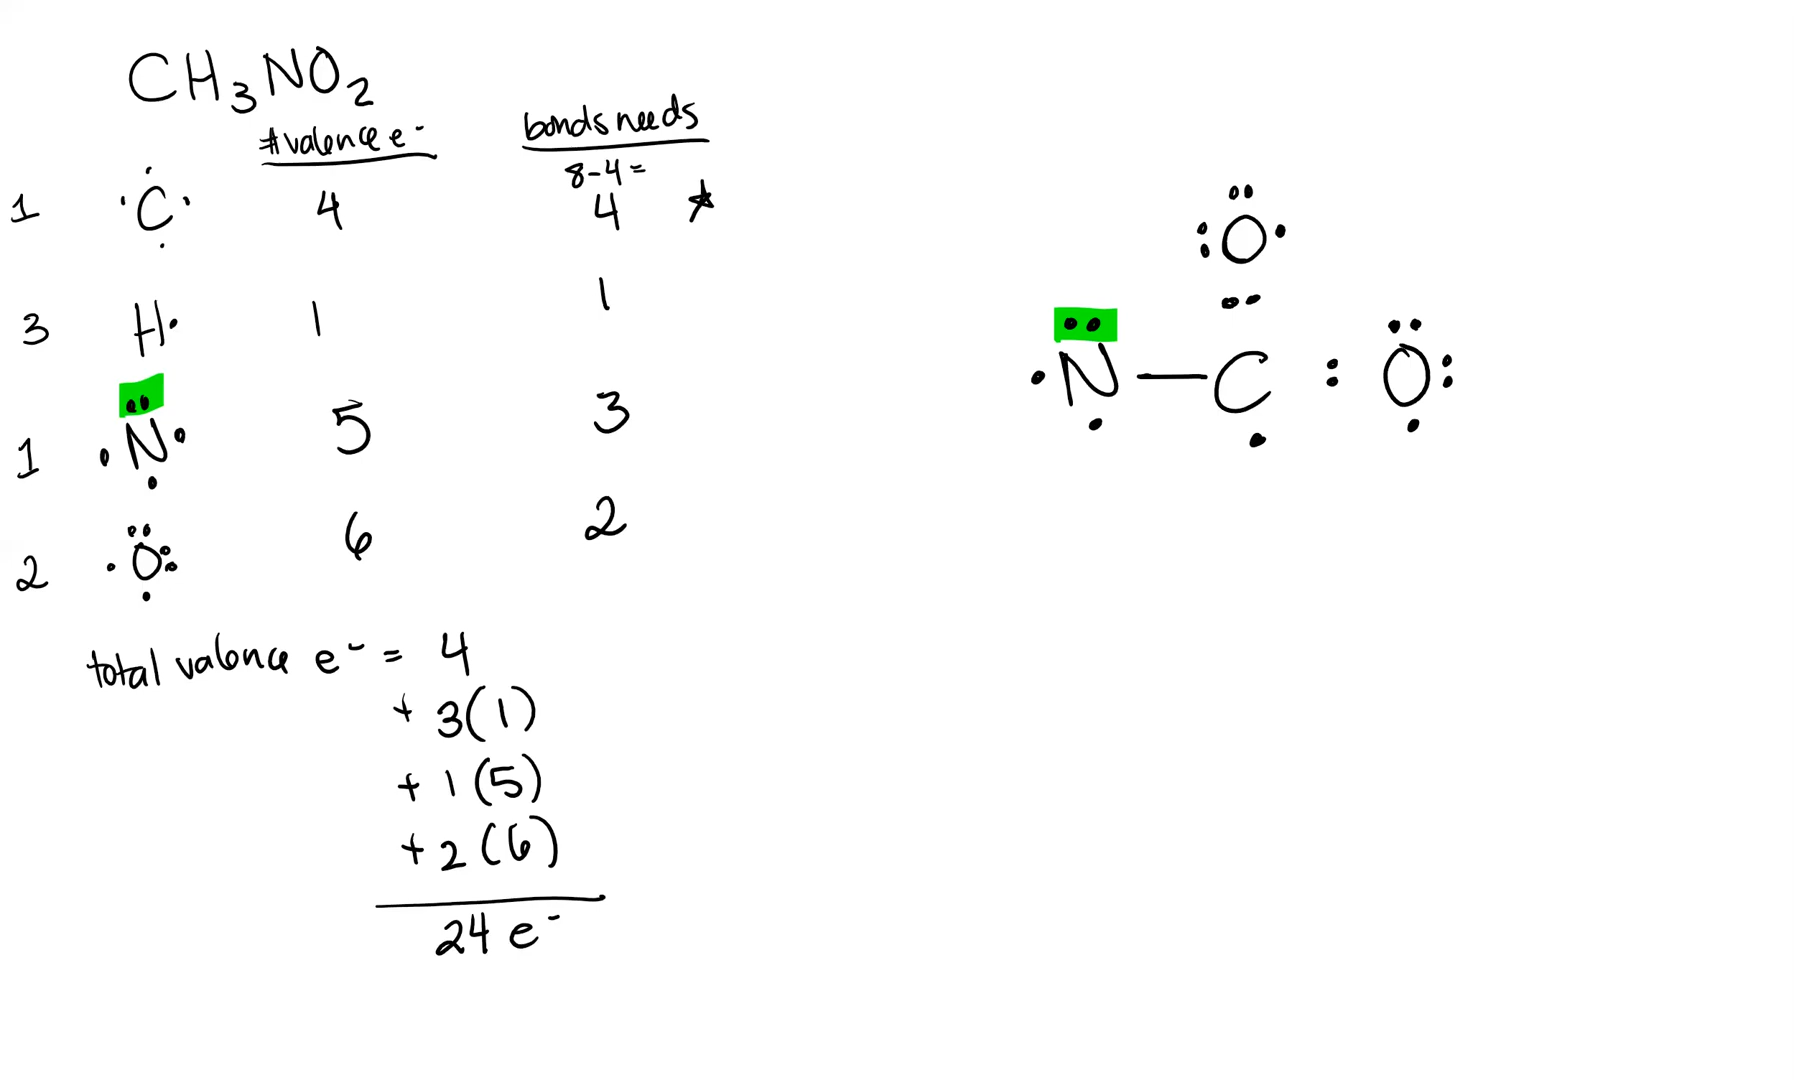 CH₃NO₂
#valence e⁻ bonds needs
8-4=
1 C 4 4 ☆
3 H 1 1
1 N 5 3
2 O 6 2
total valence e⁻ = 4
+ 3(1)
+ 1(5)
+ 2(6)
24 e⁻
O
N — C O